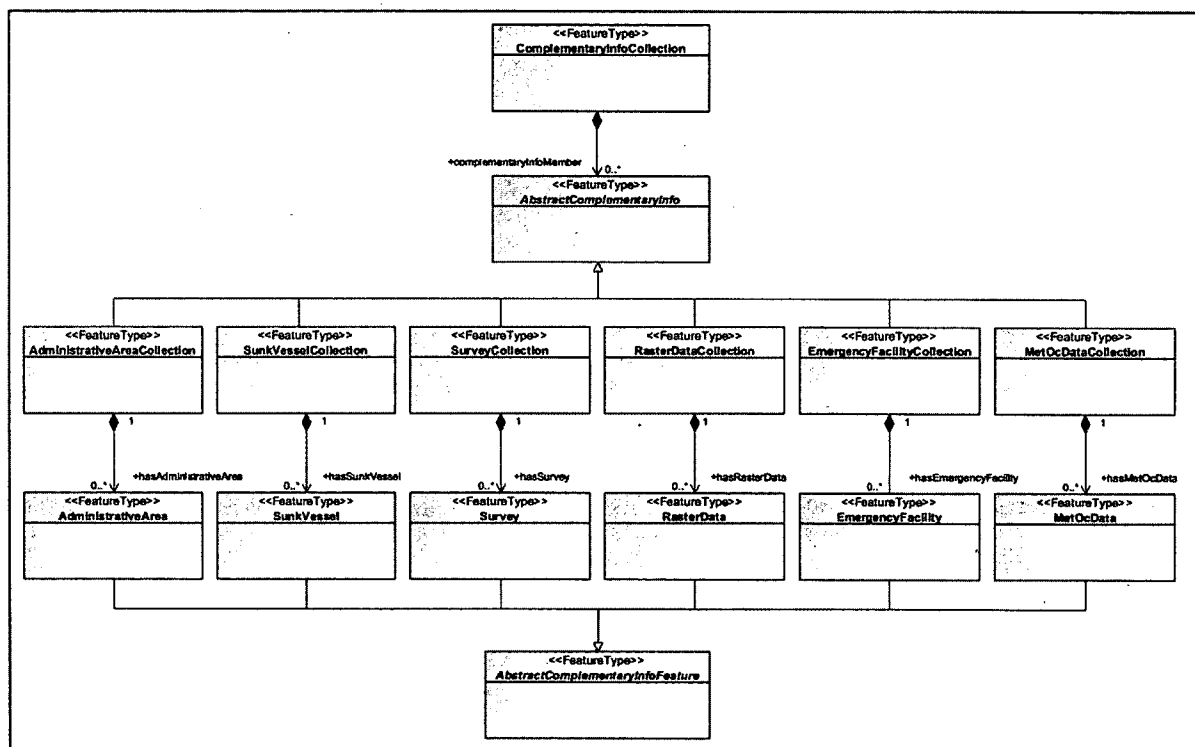 <<FeatureType>>
ComplementaryInfoCollection
+complementaryInfoMember
0..*
<<FeatureType>>
AbstractComplementaryInfo
<<FeatureType>>
AdministrativeAreaCollection
<<FeatureType>>
SunkVesselCollection
<<FeatureType>>
SurveyCollection
<<FeatureType>>
RasterDataCollection
<<FeatureType>>
EmergencyFacilityCollection
<<FeatureType>>
MetOcDataCollection
1
1
1
1
1
1
0..*
+hasAdministrativeArea
0..*
+hasSunkVessel
0..*
+hasSurvey
0..*
+hasRasterData
0..*
+hasEmergencyFacility
0..*
+hasMetOcData
<<FeatureType>>
AdministrativeArea
<<FeatureType>>
SunkVessel
<<FeatureType>>
Survey
<<FeatureType>>
RasterData
<<FeatureType>>
EmergencyFacility
<<FeatureType>>
MetOcData
<<FeatureType>>
AbstractComplementaryInfoFeature